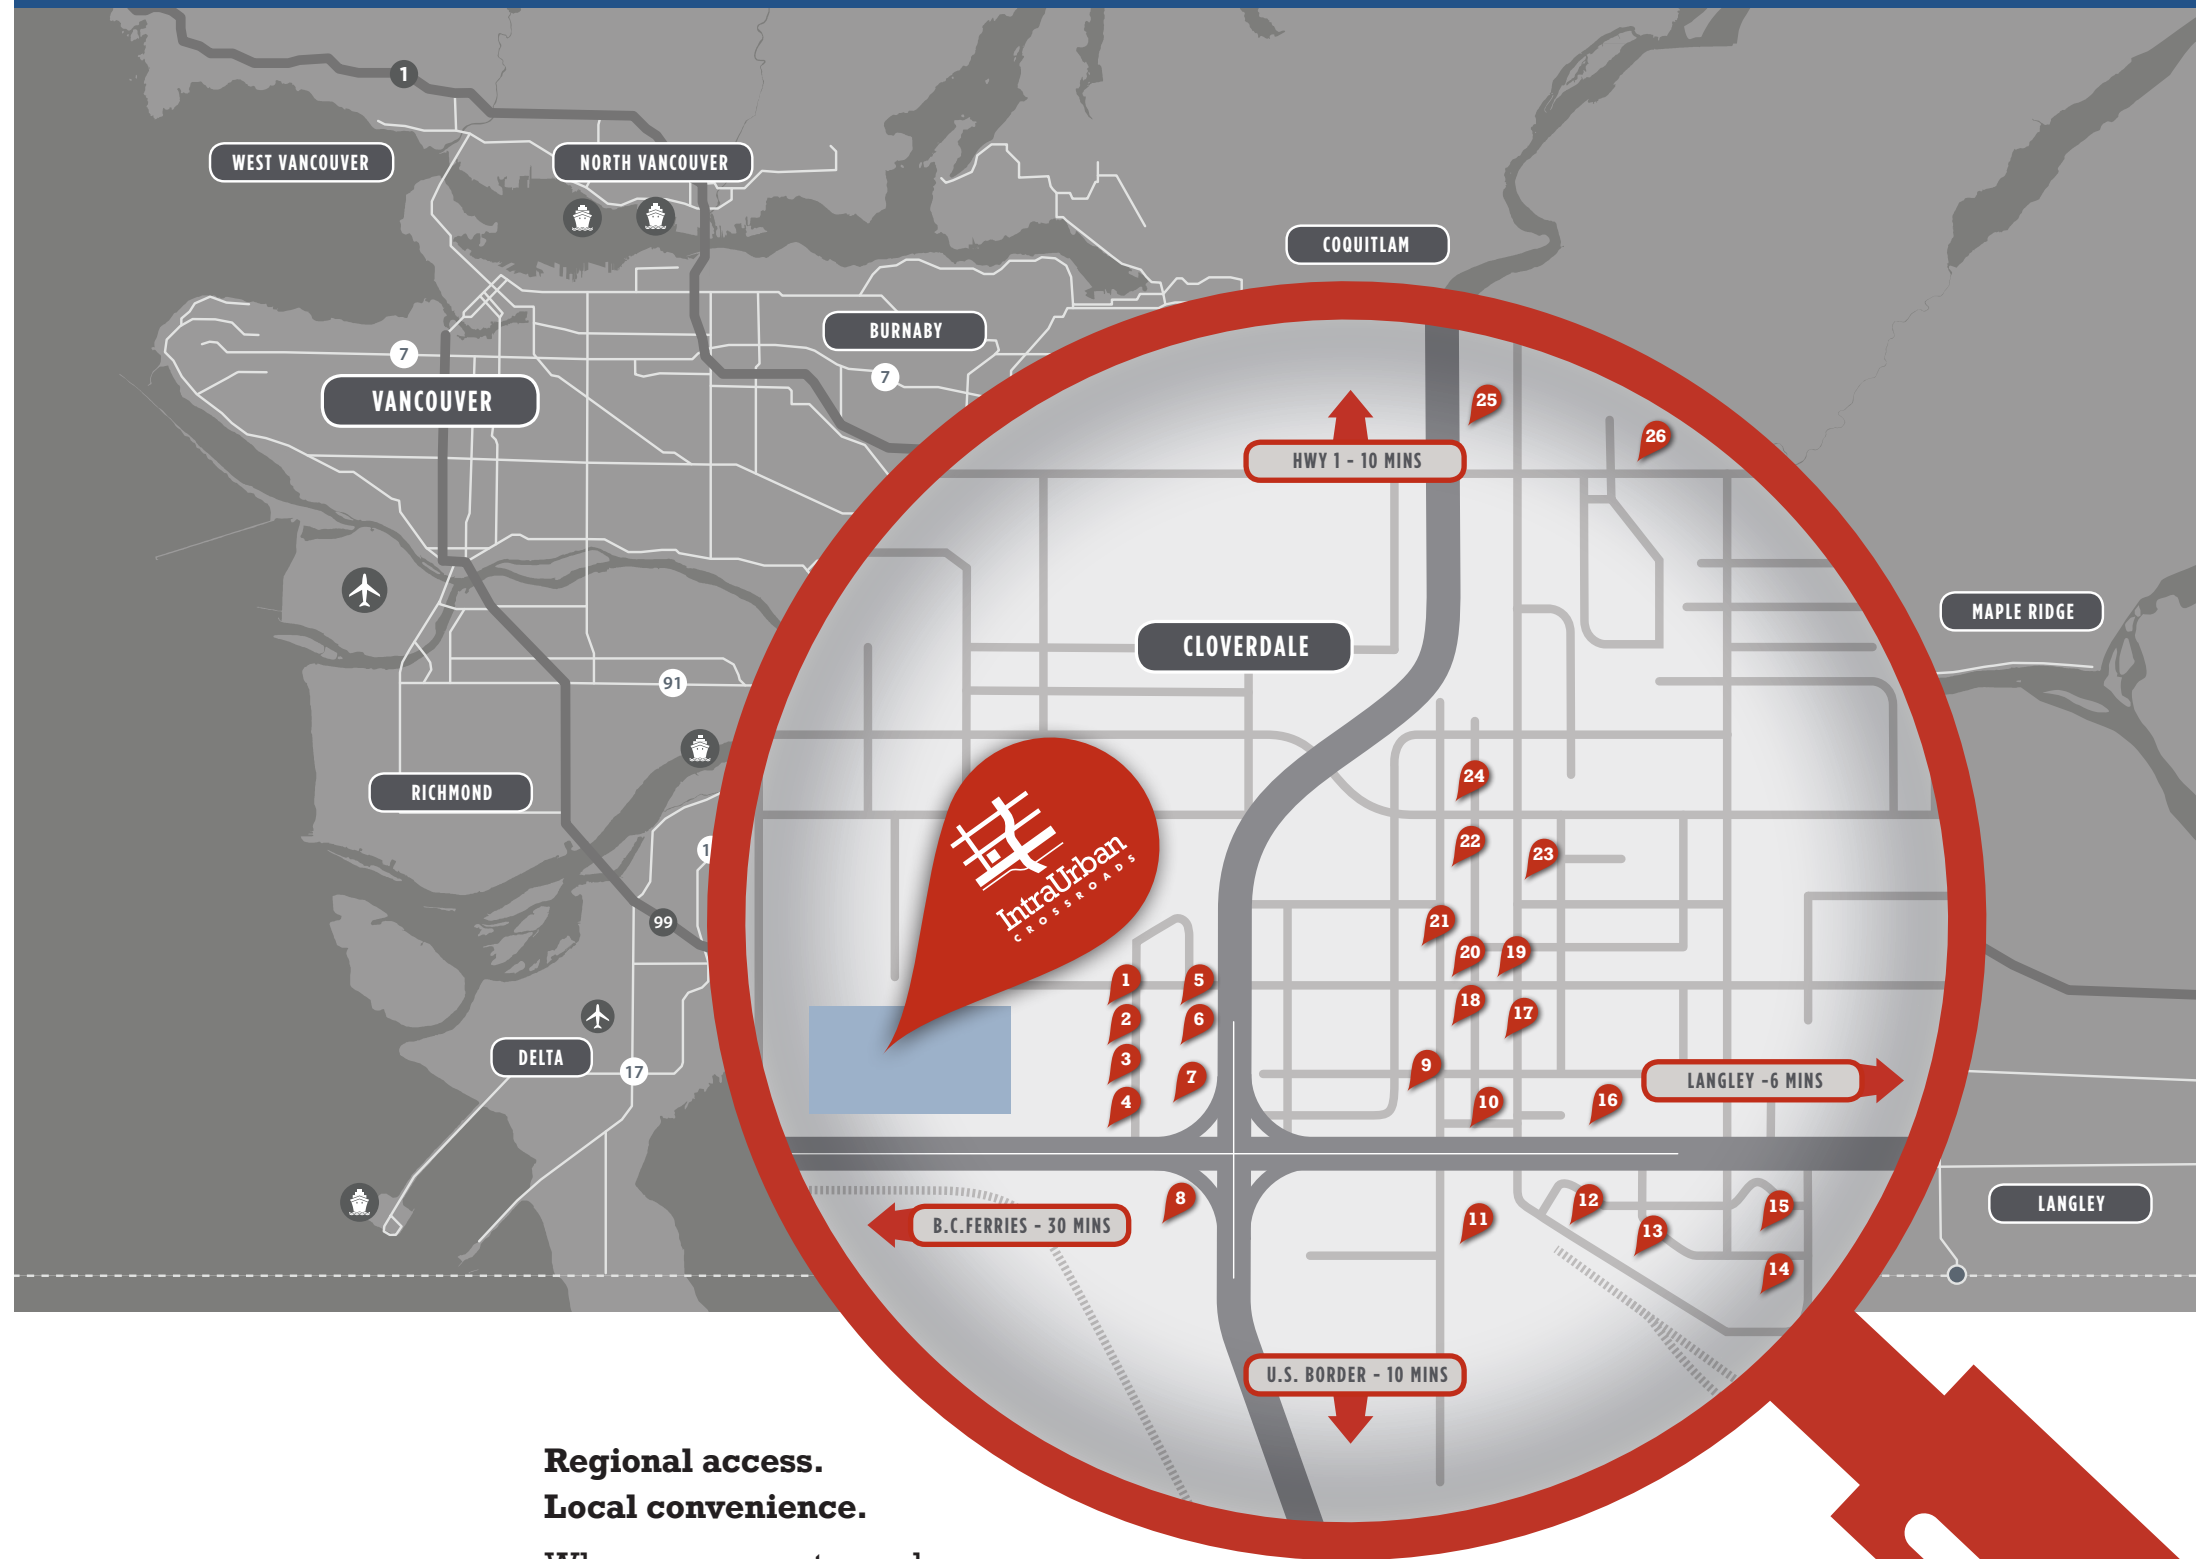 1
WEST VANCOUVER
NORTH VANCOUVER
COQUITLAM
BURNABY
7
7
VANCOUVER
25
26
HWY 1 - 10 MINS
MAPLE RIDGE
CLOVERDALE
91
RICHMOND
24
22
23
IntraUrban
CROSSROADS
99
21
20
19
1
5
18
17
2
6
3
7
9
4
10
16
LANGLEY -6 MINS
DELTA
17
8
B.C.FERRIES - 30 MINS
11
12
13
15
14
LANGLEY
U.S. BORDER - 10 MINS
Regional access.
Local convenience.